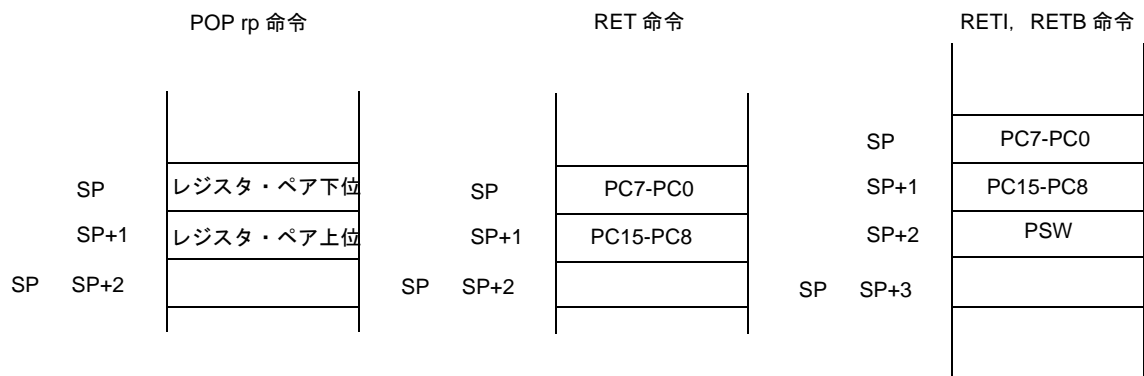 POP rp 命令
SP レジスタ・ペア下位
SP+1 レジスタ・ペア上位
SP SP+2
RET 命令
SP PC7-PC0
SP+1 PC15-PC8
SP SP+2
RETI, RETB 命令
SP PC7-PC0
SP+1 PC15-PC8
SP+2 PSW
SP SP+3